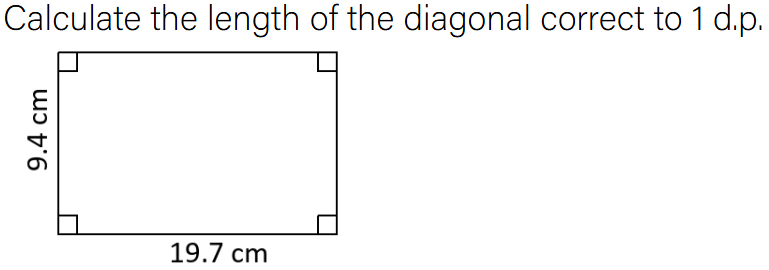 Calculate the length of the diagonal correct to 1 d.p.
9.4 cm
19.7 cm